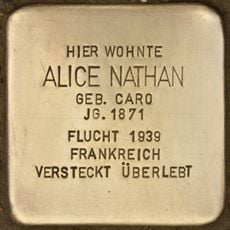 HIER WOHNTE
ALICE NATHAN
GEB. CARO
JG. 1871
FLUCHT 1939
FRANKREICH
VERSTECKT ÜBERLEBT